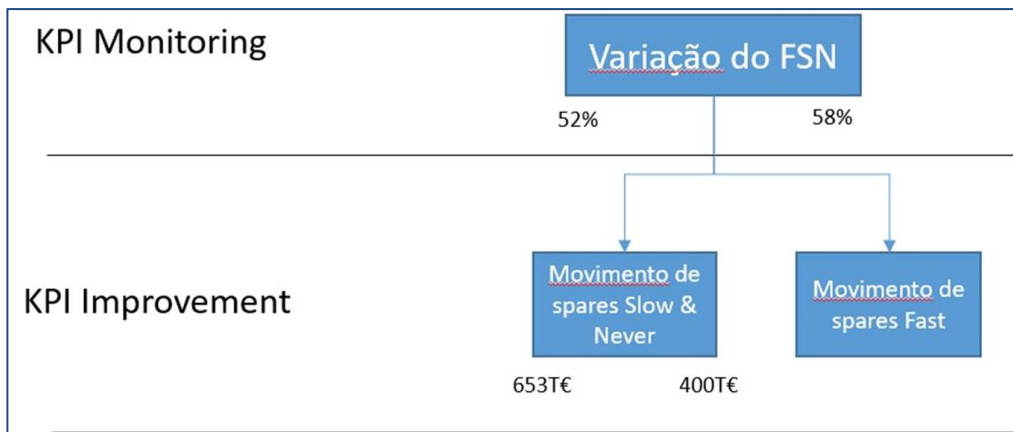 KPI Monitoring
Variação do FSN
52%
58%
KPI Improvement
Movimento de
spares Slow &
Never
Movimento de
spares Fast
653T€
400T€